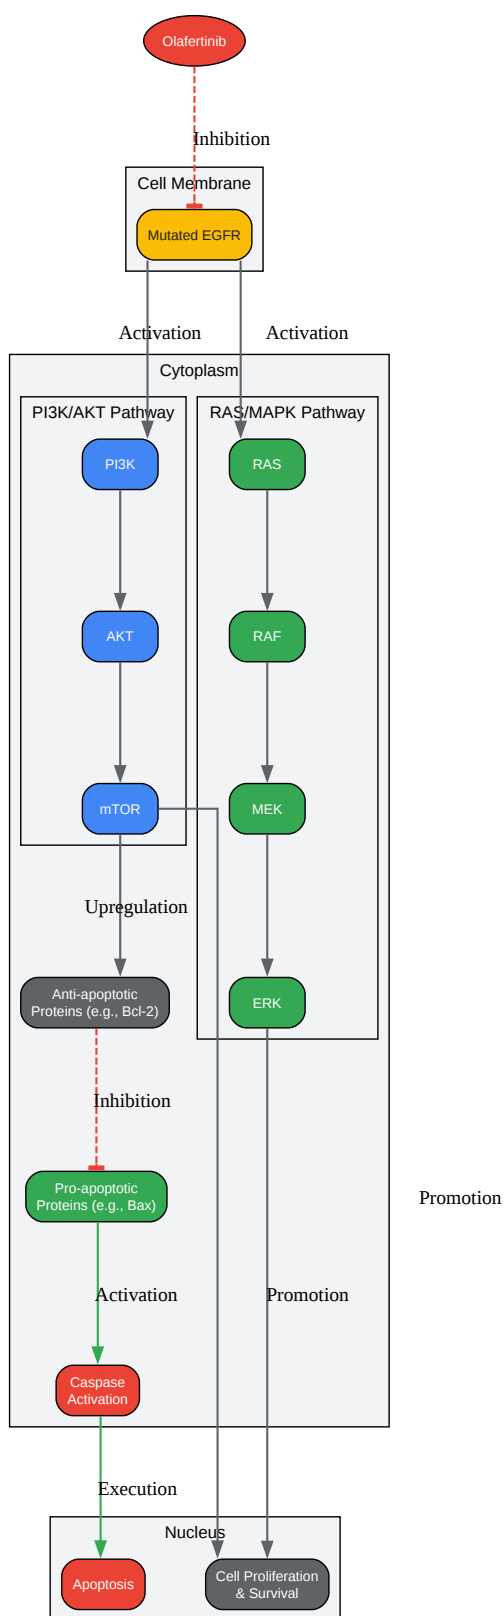 Olafertinib
Inhibition
Cell Membrane
Mutated EGFR
Activation
Activation
Cytoplasm
PI3K/AKT Pathway
RAS/MAPK Pathway
PI3K
RAS
AKT
RAF
mTOR
MEK
Upregulation
Anti-apoptotic
Proteins (e.g., Bcl-2)
ERK
Inhibition
Pro-apoptotic
Proteins (e.g., Bax)
Promotion
Activation
Promotion
Caspase
Activation
Execution
Nucleus
Apoptosis
Cell Proliferation
& Survival